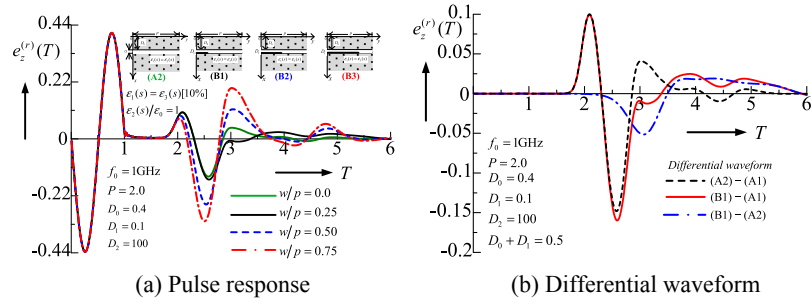 0.44
e_z^{(r)}(T)
0.22
0
-0.22
-0.44
(A2) (B1) (B2) (B3)
ε₁(s) = ε₃(s)[10%]
ε₂(s)/ε₀ = 1
1 2 3 4 5 6
T
f₀ = 1GHz
P = 2.0
D₀ = 0.4
D₁ = 0.1
D₂ = 100
w/p = 0.0
w/p = 0.25
w/p = 0.50
w/p = 0.75
(a) Pulse response
0.1
e_z^{(r)}(T)
0.05
0.0
-0.05
-0.1
-0.15
-0.2
1 2 3 4 5 6
T
f₀ = 1GHz
P = 2.0
D₀ = 0.4
D₁ = 0.1
D₂ = 100
D₀ + D₁ = 0.5
Differential waveform
(A2) − (A1)
(B1) − (A1)
(B1) − (A2)
(b) Differential waveform